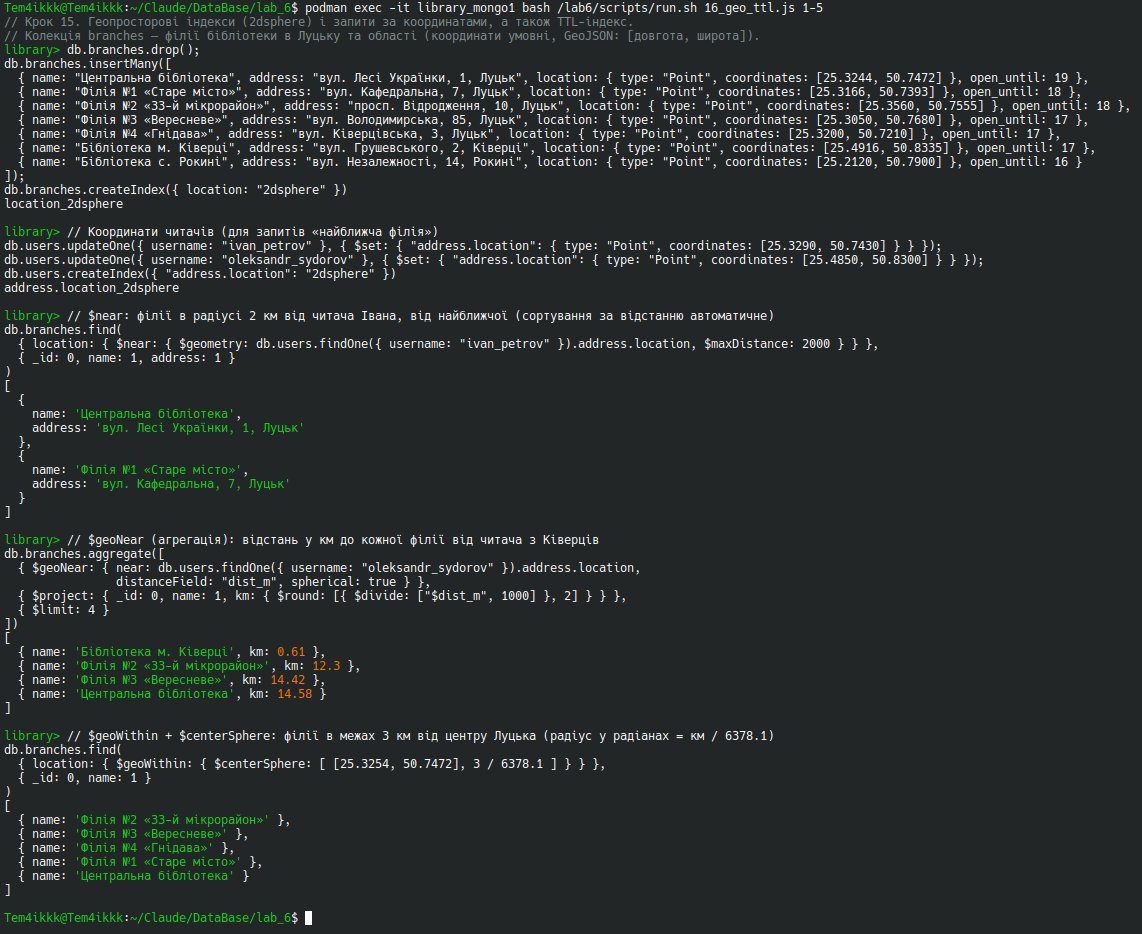 Tem4ikkk@Tem4ikkk:~/Claude/DataBase/lab_6$ podman exec -it library_mongo1 bash /lab6/scripts/run.sh 16_geo_ttl.js 1-5
// Крок 15. Геопросторові індекси (2dsphere) і запити за координатами, а також TTL-індекс.
// Колекція branches — філії бібліотеки в Луцьку та області (координати умовні, GeoJSON: [довгота, широта]).
library> db.branches.drop();
db.branches.insertMany([
  { name: "Центральна бібліотека", address: "вул. Лесі Українки, 1, Луцьк", location: { type: "Point", coordinates: [25.3244, 50.7472] }, open_until: 19 },
  { name: "Філія №1 «Старе місто»", address: "вул. Кафедральна, 7, Луцьк", location: { type: "Point", coordinates: [25.3166, 50.7393] }, open_until: 18 },
  { name: "Філія №2 «33-й мікрорайон»", address: "просп. Відродження, 10, Луцьк", location: { type: "Point", coordinates: [25.3560, 50.7555] }, open_until: 18 },
  { name: "Філія №3 «Вересневе»", address: "вул. Володимирська, 85, Луцьк", location: { type: "Point", coordinates: [25.3050, 50.7680] }, open_until: 17 },
  { name: "Філія №4 «Гнідава»", address: "вул. Ківерцівська, 3, Луцьк", location: { type: "Point", coordinates: [25.3200, 50.7210] }, open_until: 17 },
  { name: "Бібліотека м. Ківерці", address: "вул. Грушевського, 2, Ківерці", location: { type: "Point", coordinates: [25.4916, 50.8335] }, open_until: 17 },
  { name: "Бібліотека с. Рокині", address: "вул. Незалежності, 14, Рокині", location: { type: "Point", coordinates: [25.2120, 50.7900] }, open_until: 16 }
]);
db.branches.createIndex({ location: "2dsphere" })
location_2dsphere

library> // Координати читачів (для запитів «найближча філія»)
db.users.updateOne({ username: "ivan_petrov" }, { $set: { "address.location": { type: "Point", coordinates: [25.3290, 50.7430] } } });
db.users.updateOne({ username: "oleksandr_sydorov" }, { $set: { "address.location": { type: "Point", coordinates: [25.4850, 50.8300] } } });
db.users.createIndex({ "address.location": "2dsphere" })
address.location_2dsphere

library> // $near: філії в радіусі 2 км від читача Івана, від найближчої (сортування за відстанню автоматичне)
db.branches.find(
  { location: { $near: { $geometry: db.users.findOne({ username: "ivan_petrov" }).address.location, $maxDistance: 2000 } } },
  { _id: 0, name: 1, address: 1 }
)
[
  {
    name: 'Центральна бібліотека',
    address: 'вул. Лесі Українки, 1, Луцьк'
  },
  {
    name: 'Філія №1 «Старе місто»',
    address: 'вул. Кафедральна, 7, Луцьк'
  }
]

library> // $geoNear (агрегація): відстань у км до кожної філії від читача з Ківерців
db.branches.aggregate([
  { $geoNear: { near: db.users.findOne({ username: "oleksandr_sydorov" }).address.location,
                distanceField: "dist_m", spherical: true } },
  { $project: { _id: 0, name: 1, km: { $round: [{ $divide: ["$dist_m", 1000] }, 2] } } },
  { $limit: 4 }
])
[
  { name: 'Бібліотека м. Ківерці', km: 0.61 },
  { name: 'Філія №2 «33-й мікрорайон»', km: 12.3 },
  { name: 'Філія №3 «Вересневе»', km: 14.42 },
  { name: 'Центральна бібліотека', km: 14.58 }
]

library> // $geoWithin + $centerSphere: філії в межах 3 км від центру Луцька (радіус у радіанах = км / 6378.1)
db.branches.find(
  { location: { $geoWithin: { $centerSphere: [ [25.3254, 50.7472], 3 / 6378.1 ] } } },
  { _id: 0, name: 1 }
)
[
  { name: 'Філія №2 «33-й мікрорайон»' },
  { name: 'Філія №3 «Вересневе»' },
  { name: 'Філія №4 «Гнідава»' },
  { name: 'Філія №1 «Старе місто»' },
  { name: 'Центральна бібліотека' }
]

Tem4ikkk@Tem4ikkk:~/Claude/DataBase/lab_6$